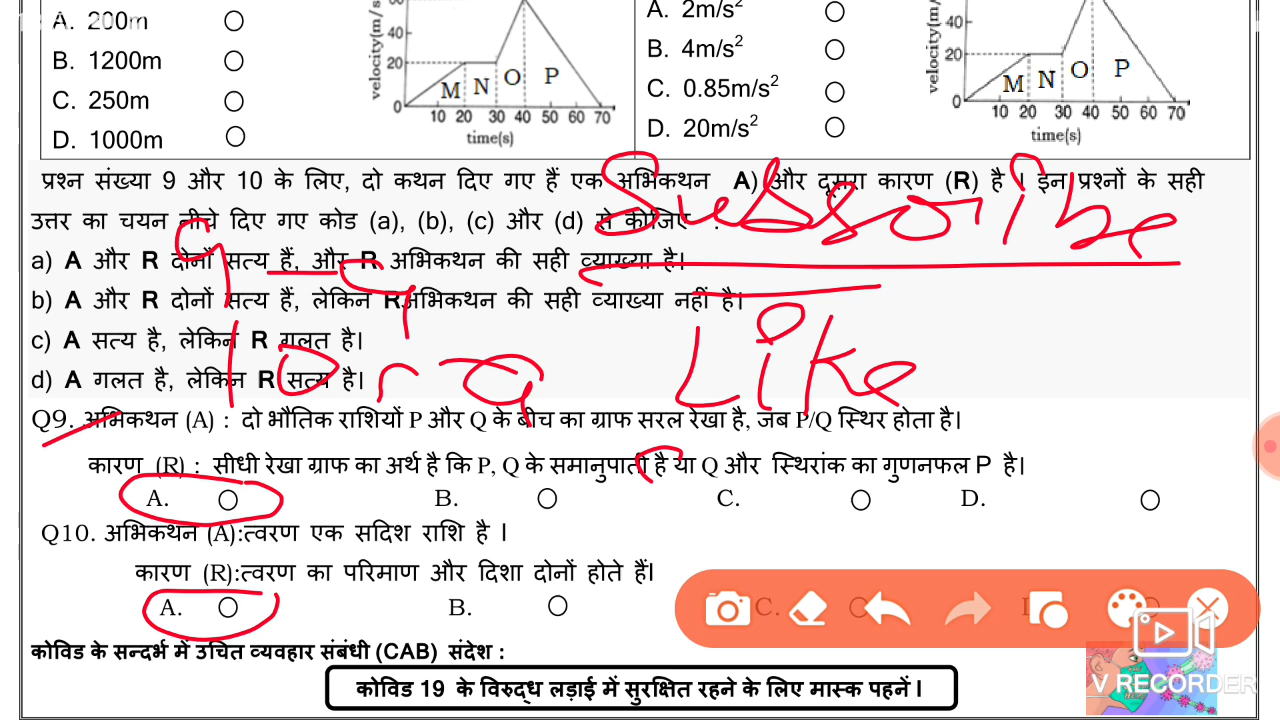 A. 200m
B. 1200m
C. 250m
D. 1000m
velocity(m/s
40
20
0
M N O P
10 20 30 40 50 60 70
time(s)
A. 2m/s²
B. 4m/s²
C. 0.85m/s²
D. 20m/s²
velocity(m/
40
20
0
M N O P
10 20 30 40 50 60 70
time(s)
प्रश्न संख्या 9 और 10 के लिए, दो कथन दिए गए हैं एक अभिकथन A) और दूसरा कारण (R) है । इन प्रश्नों के सही
उत्तर का चयन नीचे दिए गए कोड (a), (b), (c) और (d) से कीजिए :
a) A और R दोनों सत्य हैं, और R अभिकथन की सही व्याख्या है।
b) A और R दोनों सत्य हैं, लेकिन R अभिकथन की सही व्याख्या नहीं है।
c) A सत्य है, लेकिन R गलत है।
d) A गलत है, लेकिन R सत्य है।
Subscribe
Like
Q9. अभिकथन (A) : दो भौतिक राशियों P और Q के बीच का ग्राफ सरल रेखा है, जब P/Q स्थिर होता है।
कारण (R) : सीधी रेखा ग्राफ का अर्थ है कि P, Q के समानुपाती है या Q और स्थिरांक का गुणनफल P है।
A. B. C. D.
Q10. अभिकथन (A):त्वरण एक सदिश राशि है ।
कारण (R):त्वरण का परिमाण और दिशा दोनों होते हैं।
A. B. C.
कोविड के सन्दर्भ में उचित व्यवहार संबंधी (CAB) संदेश :
कोविड 19 के विरुद्ध लड़ाई में सुरक्षित रहने के लिए मास्क पहनें ।
V RECORDER